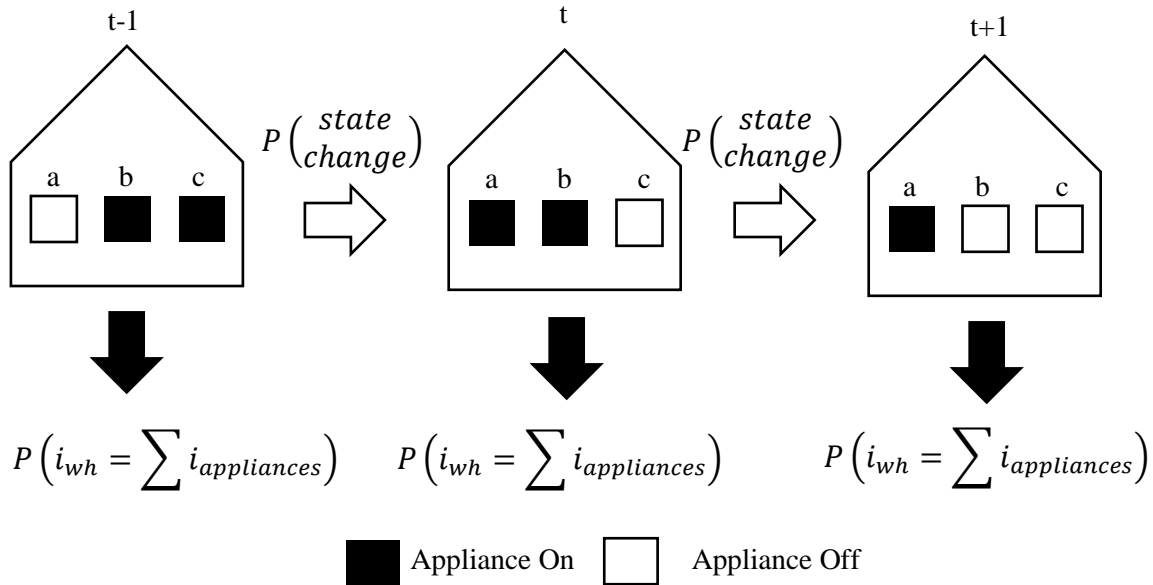 t-1
t
t+1
P(state change)
P(state change)
a b c
a b c
a b c
P(i_wh = ∑ i_appliances)
P(i_wh = ∑ i_appliances)
P(i_wh = ∑ i_appliances)
Appliance On
Appliance Off